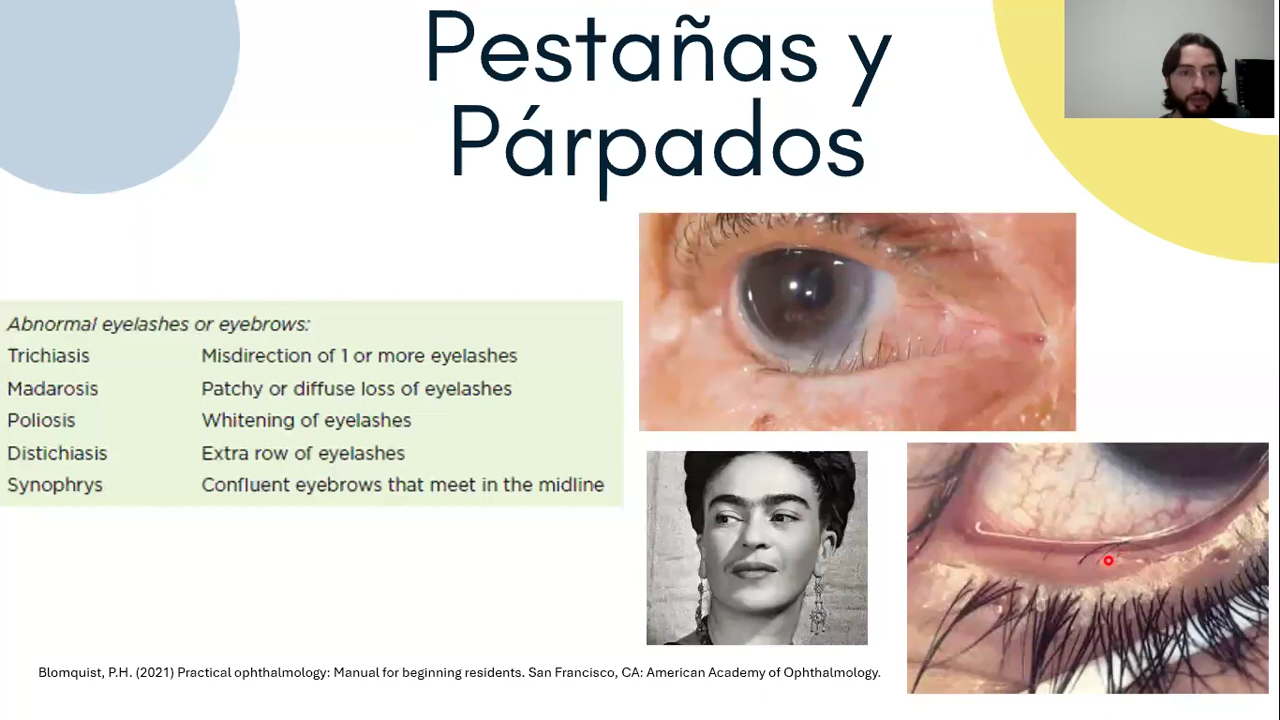 Pestañas y
Párpados
Abnormal eyelashes or eyebrows:
Trichiasis Misdirection of 1 or more eyelashes
Madarosis Patchy or diffuse loss of eyelashes
Poliosis Whitening of eyelashes
Distichiasis Extra row of eyelashes
Synophrys Confluent eyebrows that meet in the midline
Blomquist, P.H. (2021) Practical ophthalmology: Manual for beginning residents. San Francisco, CA: American Academy of Ophthalmology.